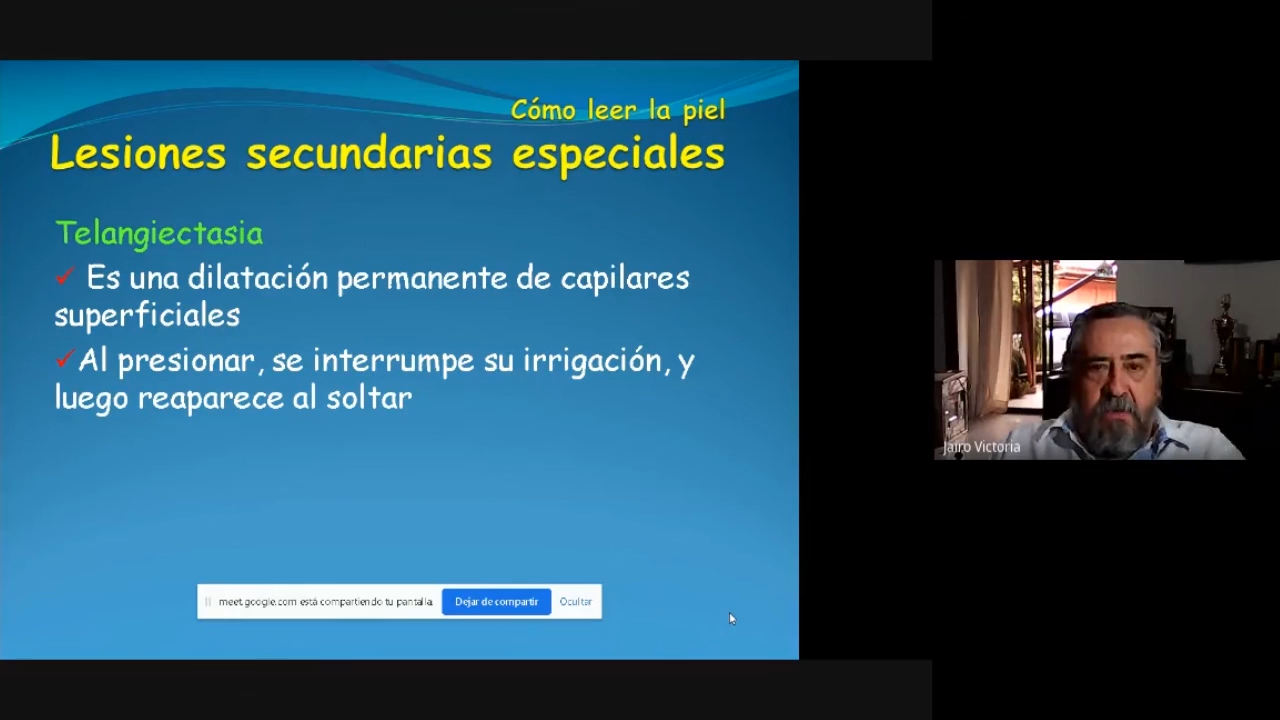 Cómo leer la piel
Lesiones secundarias especiales
Telangiectasia
✓ Es una dilatación permanente de capilares
superficiales
✓Al presionar, se interrumpe su irrigación, y
luego reaparece al soltar
meet.google.com está compartiendo tu pantalla.
Dejar de compartir
Ocultar
Jairo Victoria